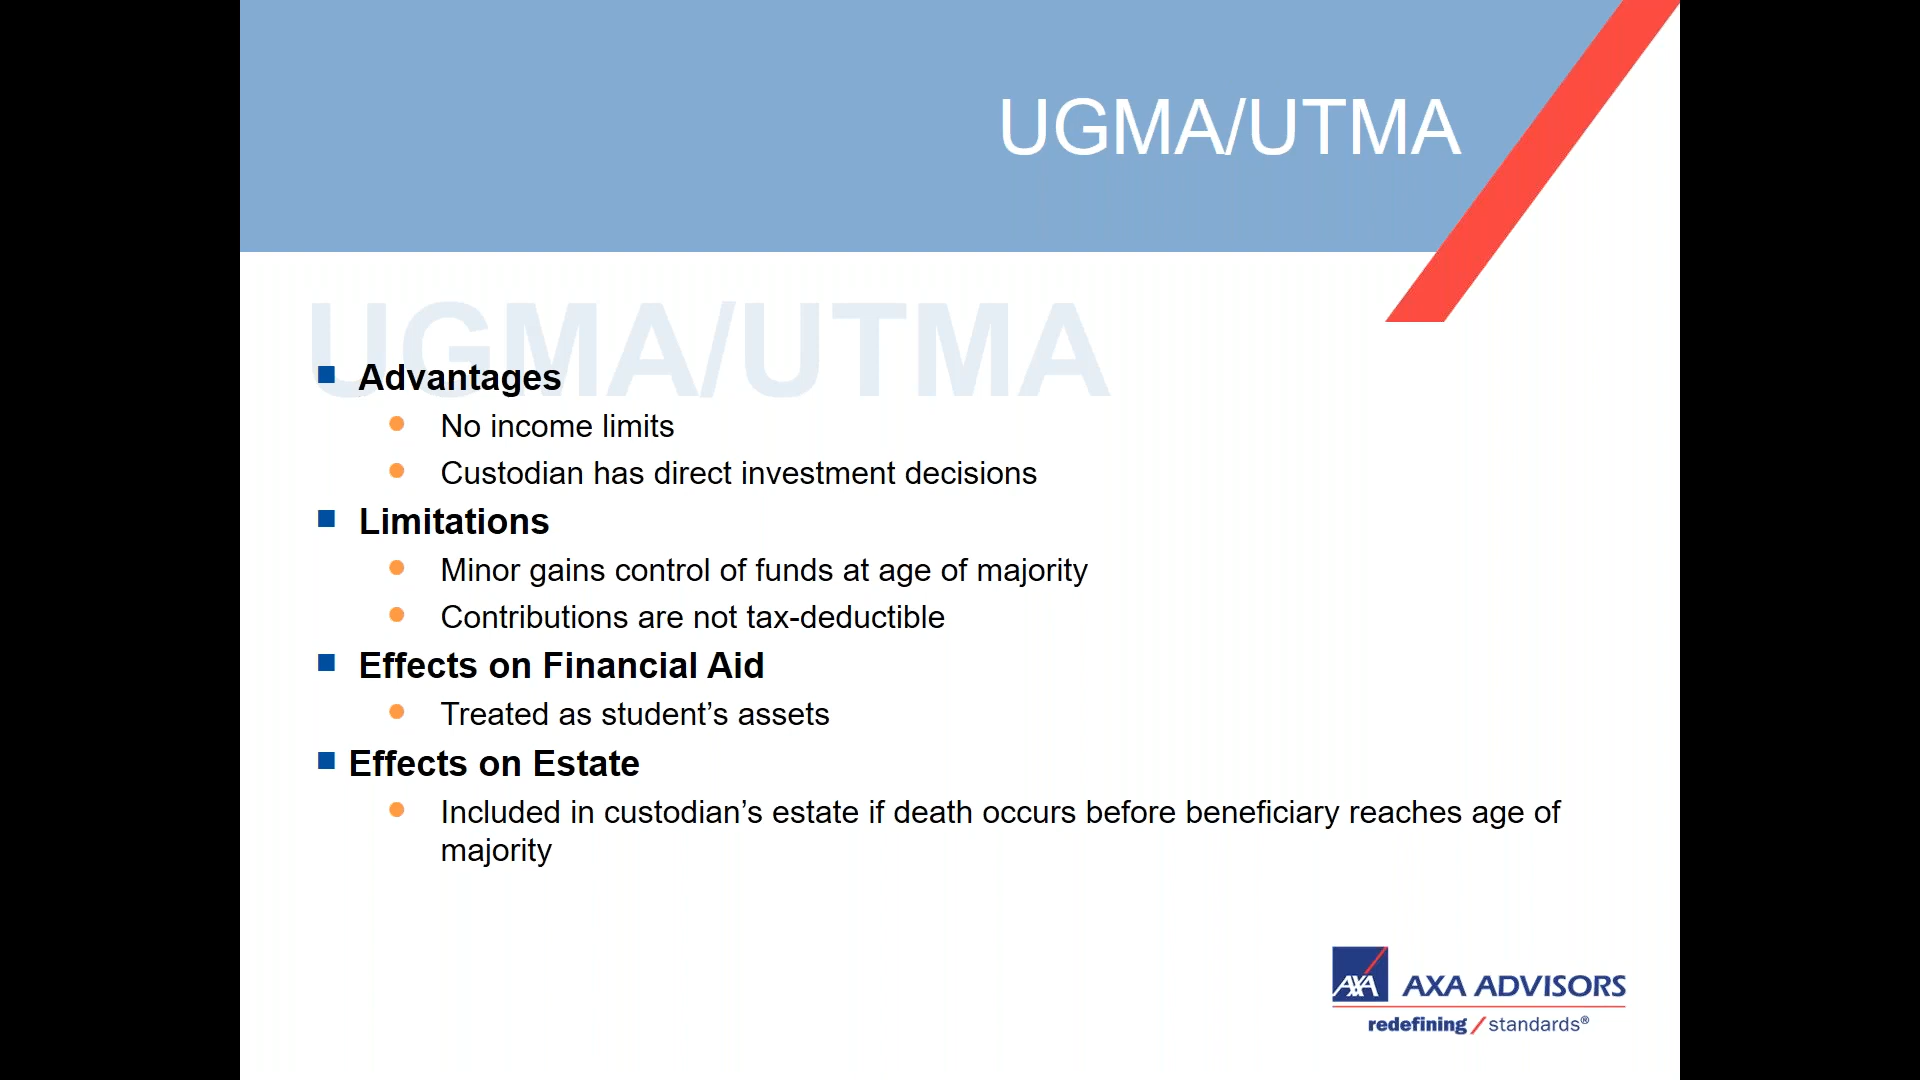 UGMA/UTMA
UGMA/UTMA
Advantages
No income limits
Custodian has direct investment decisions
Limitations
Minor gains control of funds at age of majority
Contributions are not tax-deductible
Effects on Financial Aid
Treated as student’s assets
Effects on Estate
Included in custodian’s estate if death occurs before beneficiary reaches age of
majority
AXA AXA ADVISORS
redefining / standards®